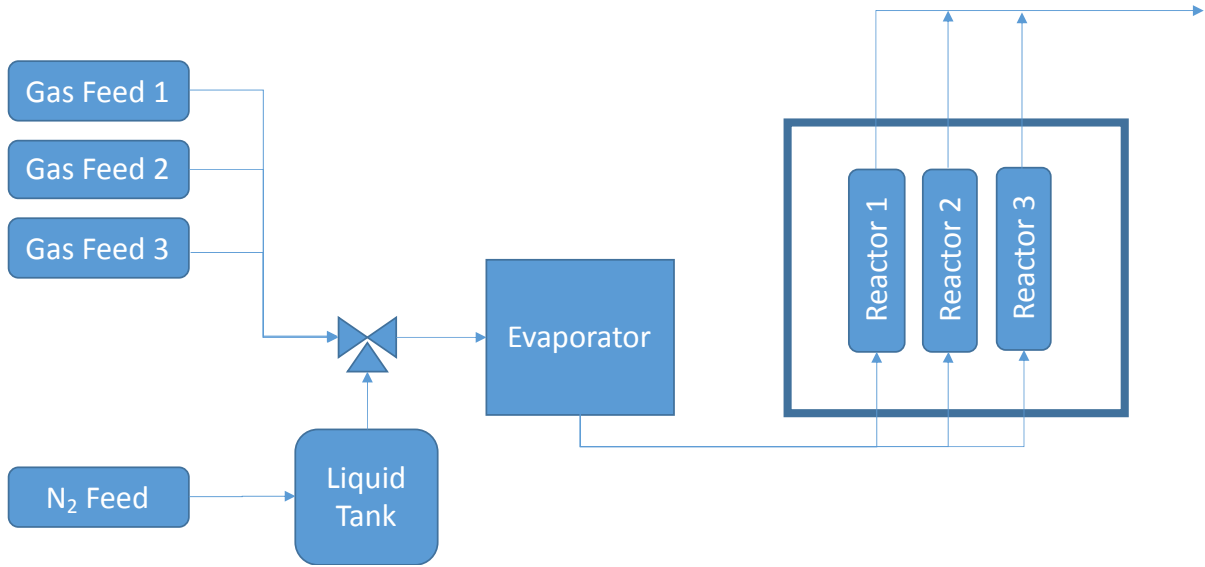 Gas Feed 1
Gas Feed 2
Gas Feed 3
N₂ Feed
Liquid
Tank
Evaporator
Reactor 1
Reactor 2
Reactor 3